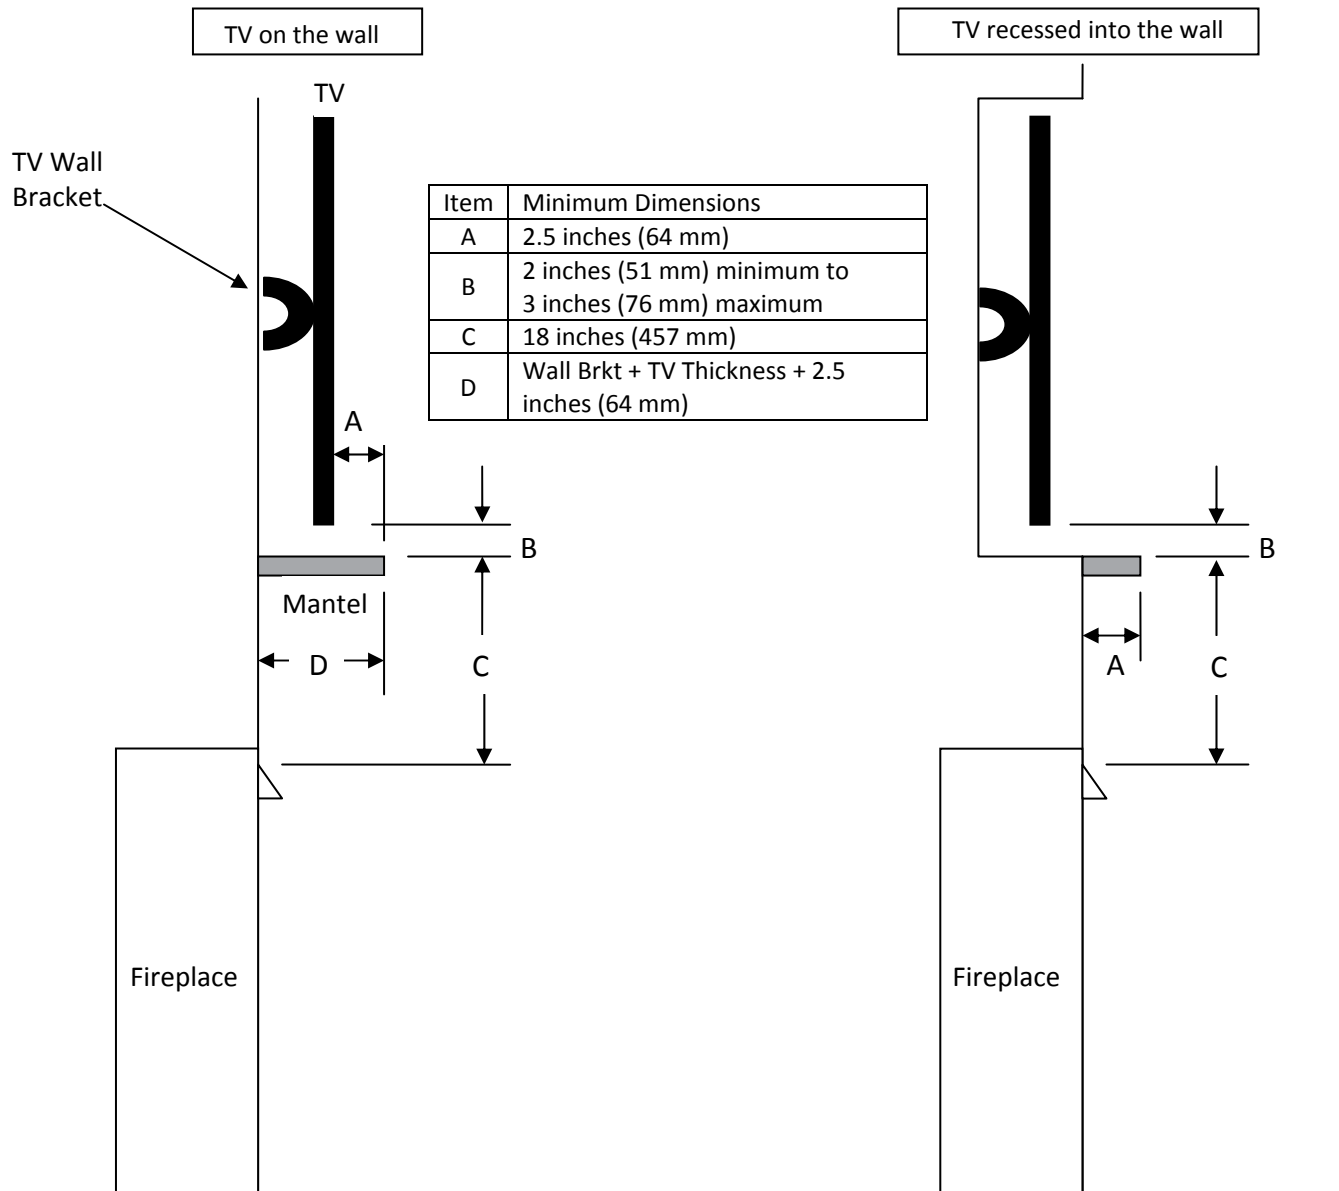 TV on the wall
TV recessed into the wall
TV
TV Wall
Bracket
Item Minimum Dimensions
A 2.5 inches (64 mm)
B 2 inches (51 mm) minimum to
3 inches (76 mm) maximum
C 18 inches (457 mm)
D Wall Brkt + TV Thickness + 2.5
inches (64 mm)
A
B
B
Mantel
D
C
A
C
Fireplace
Fireplace